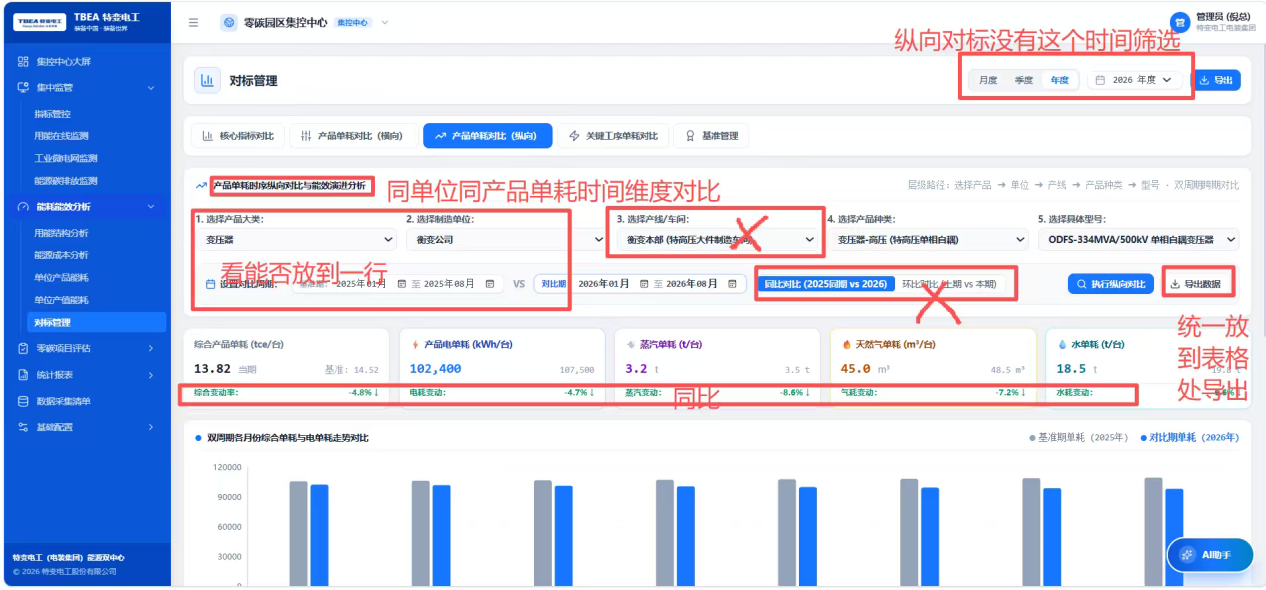 TBEA 特变电工
装备中国 · 装备世界
零碳园区集控中心 集控中心
管理员 (倪总)
特变电工电装集团
纵向对标没有这个时间筛选
集控中心大屏
集中监管
指标管控
用能在线监测
工业微电网监测
能源碳排放监测
能耗能效分析
用能结构分析
能源成本分析
单位产品能耗
单位产值能耗
对标管理
零碳项目评估
统计报表
数据采集清单
基础配置
特变电工 (电装集团) 能源双中心
© 2026 特变电工股份有限公司
对标管理
月度 季度 年度 2026 年度 导出
核心指标对比 产品单耗对比 (横向) 产品单耗对比 (纵向) 关键工序单耗对比 基准管理
产品单耗时序纵向对比与能效演进分析
同单位同产品单耗时间维度对比
层级路径: 选择产品 → 单位 → 产线 → 产品种类 → 型号 · 双周期跨期对比
1. 选择产品大类: 2. 选择制造单位: 3. 选择产线/车间: 4. 选择产品种类: 5. 选择具体型号:
变压器 衡变公司 衡变本部 (特高压大件制造车间) 变压器-高压 (特高压单相自耦) ODFS-334MVA/500kV 单相自耦变压器
看能否放到一行
设置对比周期: 基准期 2025年01月 至 2025年08月 VS 对比期 2026年01月 至 2026年08月 同比对比 (2025同期 vs 2026) 环比对比 (上期 vs 本期) 执行纵向对比 导出数据
统一放
到表格
处导出
综合产品单耗 (tce/台) 产品电单耗 (kWh/台) 蒸汽单耗 (t/台) 天然气单耗 (m³/台) 水单耗 (t/台)
13.82 当期 基准: 14.52 102,400 107,500 3.2 t 3.5 t 45.0 m³ 48.5 m³ 18.5 t 19.8 t
综合变动率: -4.8%↓ 电耗变动: -4.7%↓ 蒸汽变动: -8.6%↓ 气耗变动: -7.2%↓ 水耗变动:
同比
双周期各月份综合单耗与电单耗走势对比
基准期单耗 (2025年) 对比期单耗 (2026年)
120000
90000
60000
30000
0
AI助手